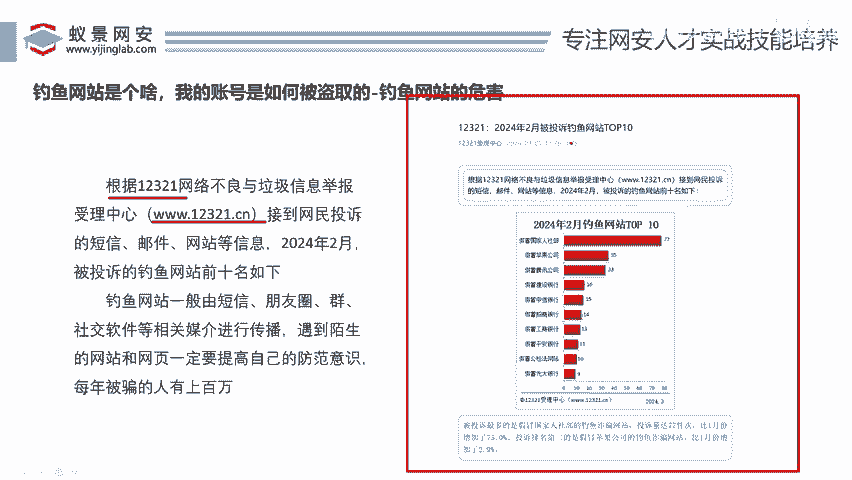 蚁景网安
www.yijinglab.com
专注网安人才实战技能培养
钓鱼网站是个啥，我的账号是如何被盗取的-钓鱼网站的危害
根据12321网络不良与垃圾信息举报
受理中心（www.12321.cn）接到网民投诉
的短信、邮件、网站等信息，2024年2月，
被投诉的钓鱼网站前十名如下
钓鱼网站一般由短信、朋友圈、群、
社交软件等相关媒介进行传播，遇到陌生
的网站和网页一定要提高自己的防范意识，
每年被骗的人有上百万
12321：2024年2月被投诉钓鱼网站TOP10
12321受理中心
根据12321网络不良与垃圾信息举报受理中心（www.12321.cn）接到网民投诉
的短信、邮件、网站等信息，2024年2月，被投诉的钓鱼网站前十名如下：
2024年2月钓鱼网站TOP 10
假冒国家人社部 77
假冒苹果公司
假冒腾讯公司
假冒建设银行
假冒中信银行 15
假冒招商银行 14
假冒工商银行
假冒平安银行 11
假冒公检法网站 10
假冒光大银行 9
0 10 20 30 40 50 60 70 80
©12321受理中心（www.12321.cn） 2024.3
被投诉最多的是假冒国家人社部的钓鱼诈骗网站，投诉量达77件次，比1月份
增加了75.0%。投诉排名第二的是假冒苹果公司的钓鱼诈骗网站，比1月份增